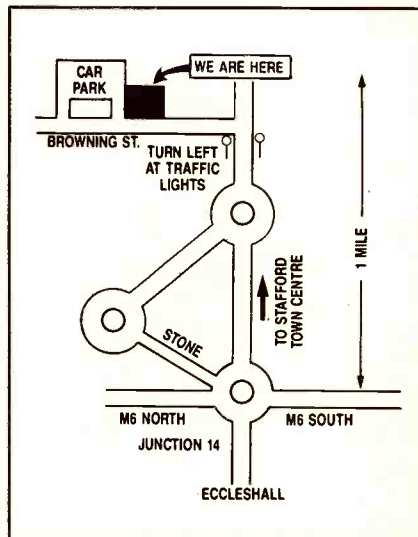 CAR
PARK
WE ARE HERE
BROWNING ST.
TURN LEFT
AT TRAFFIC
LIGHTS
1 MILE
TO STAFFORD
TOWN CENTRE
STONE
M6 NORTH
M6 SOUTH
JUNCTION 14
ECCLESHALL